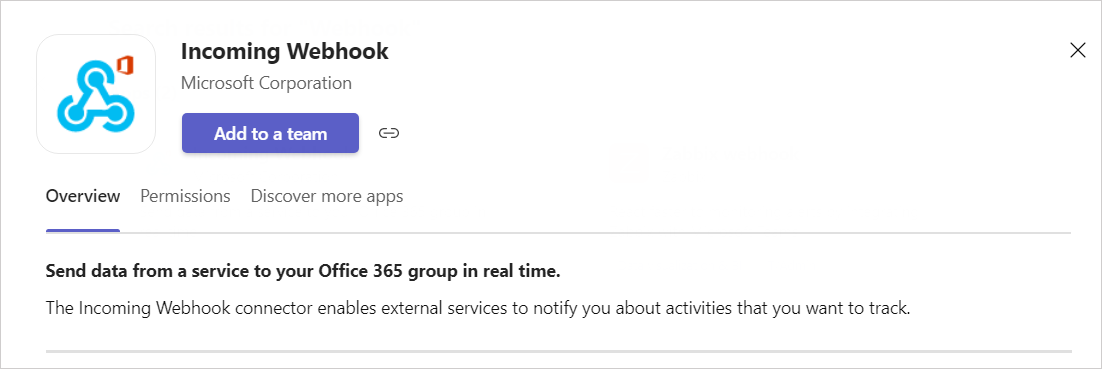 Incoming Webhook
Microsoft Corporation
Add to a team
Overview Permissions Discover more apps
Send data from a service to your Office 365 group in real time.
The Incoming Webhook connector enables external services to notify you about activities that you want to track.